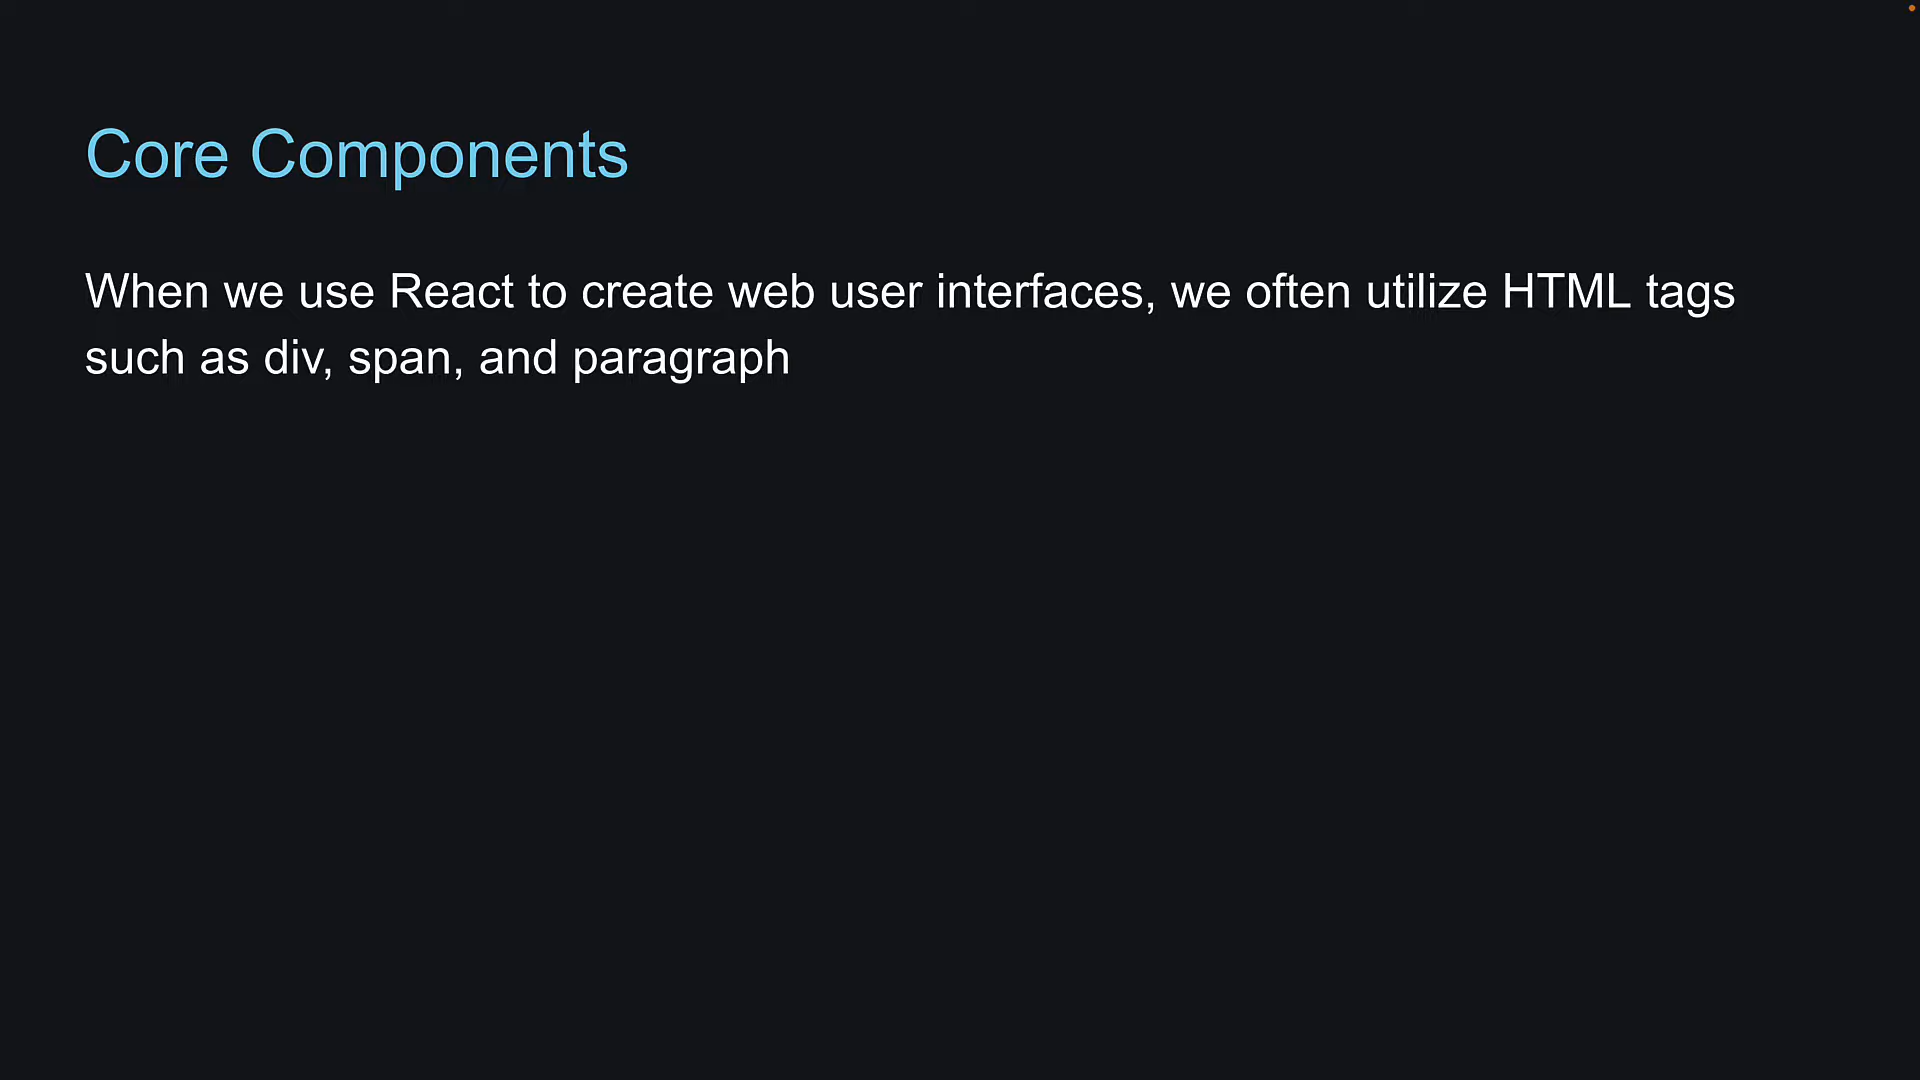 Core Components
When we use React to create web user interfaces, we often utilize HTML tags
such as div, span, and paragraph